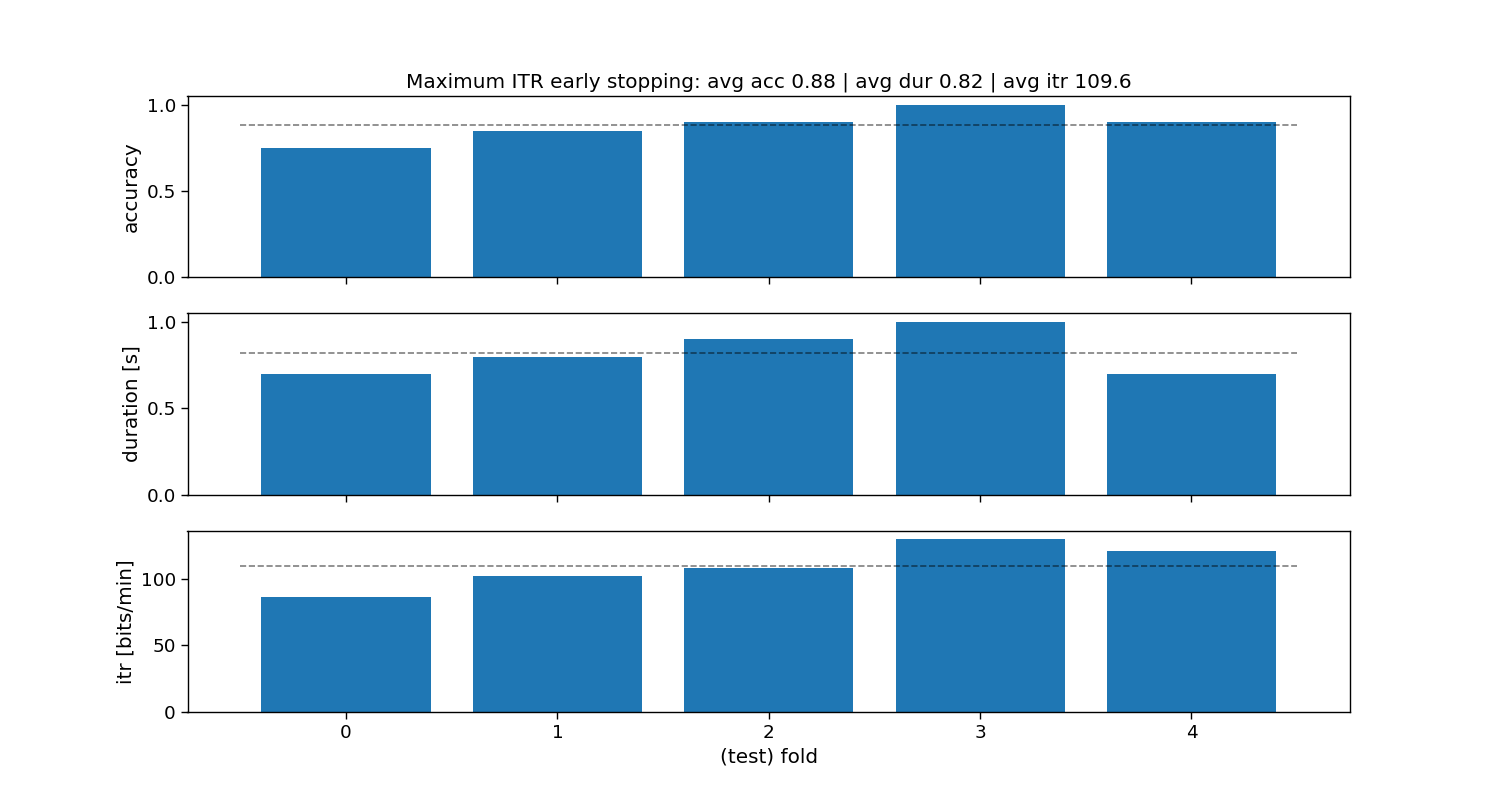 Maximum ITR early stopping: avg acc 0.88 | avg dur 0.82 | avg itr 109.6
1.0
0.5
0.0
accuracy
1.0
0.5
0.0
duration [s]
100
50
0
itr [bits/min]
0 1 2 3 4
(test) fold